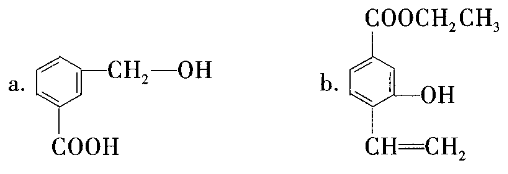 COOCH₂CH₃
a. CH₂—OH b. —OH
COOH CH=CH₂